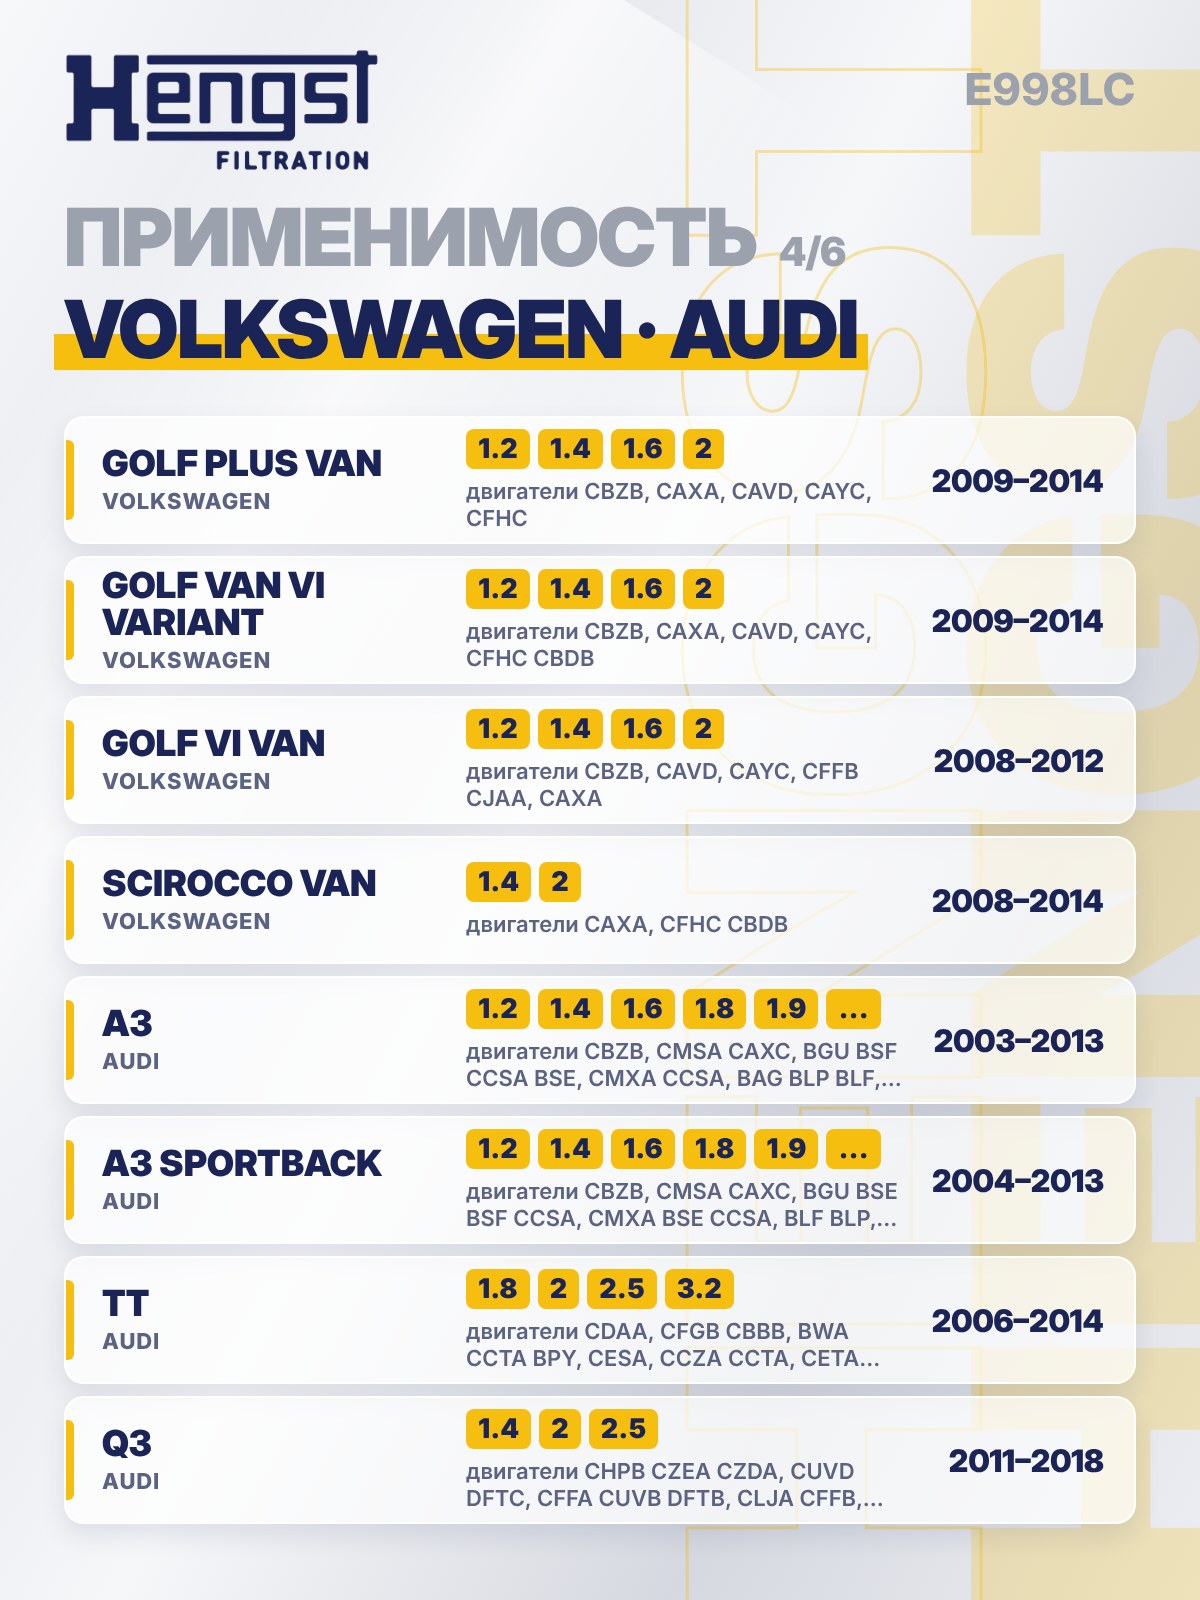 Hengst
FILTRATION
E998LC
ПРИМЕНИМОСТЬ 4/6
VOLKSWAGEN · AUDI
GOLF PLUS VAN
VOLKSWAGEN
1.2 1.4 1.6 2
двигатели CBZB, CAXA, CAVD, CAYC,
CFHC
2009–2014
GOLF VAN VI
VARIANT
VOLKSWAGEN
1.2 1.4 1.6 2
двигатели CBZB, CAXA, CAVD, CAYC,
CFHC CBDB
2009–2014
GOLF VI VAN
VOLKSWAGEN
1.2 1.4 1.6 2
двигатели CBZB, CAVD, CAYC, CFFB
CJAA, CAXA
2008–2012
SCIROCCO VAN
VOLKSWAGEN
1.4 2
двигатели CAXA, CFHC CBDB
2008–2014
A3
AUDI
1.2 1.4 1.6 1.8 1.9 ...
двигатели CBZB, CMSA CAXC, BGU BSF
CCSA BSE, CMXA CCSA, BAG BLP BLF,...
2003–2013
A3 SPORTBACK
AUDI
1.2 1.4 1.6 1.8 1.9 ...
двигатели CBZB, CMSA CAXC, BGU BSE
BSF CCSA, CMXA BSE CCSA, BLF BLP,...
2004–2013
TT
AUDI
1.8 2 2.5 3.2
двигатели CDAA, CFGB CBBB, BWA
CCTA BPY, CESA, CCZA CCTA, CETA...
2006–2014
Q3
AUDI
1.4 2 2.5
двигатели CHPB CZEA CZDA, CUVD
DFTC, CFFA CUVB DFTB, CLJA CFFB,...
2011–2018
HENGST